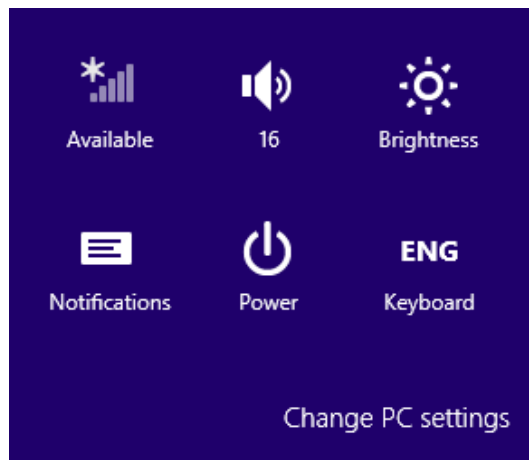 Available 16 Brightness
ENG
Notifications Power Keyboard
Change PC settings